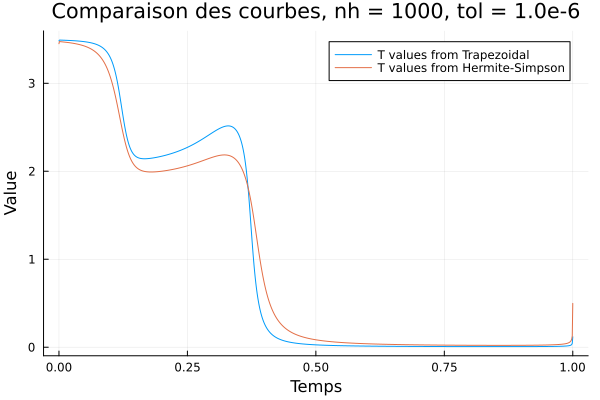 Comparaison des courbes, nh = 1000, tol = 1.0e-6
T values from Trapezoidal
T values from Hermite-Simpson
Value
3
2
1
0
0.00
0.25
0.50
0.75
1.00
Temps